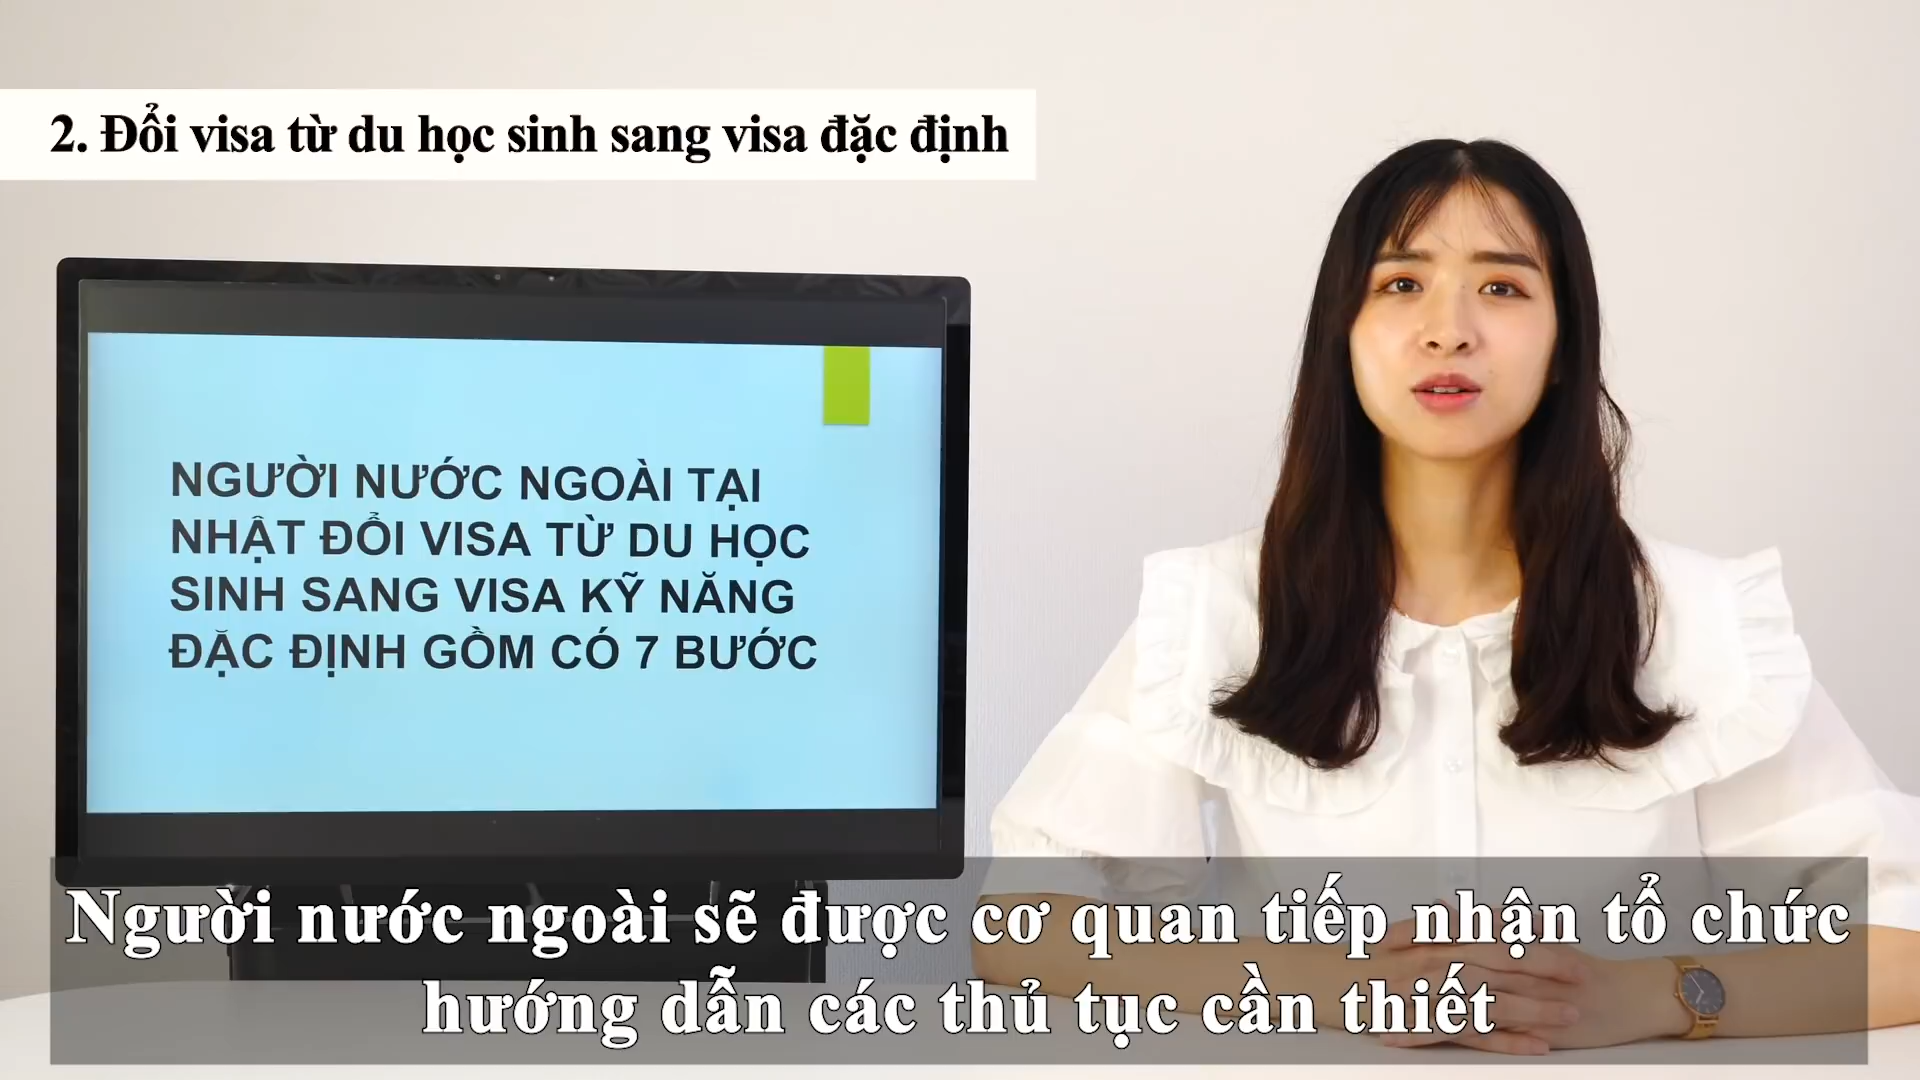 2. Đổi visa từ du học sinh sang visa đặc định
NGƯỜI NƯỚC NGOÀI TẠI
NHẬT ĐỔI VISA TỪ DU HỌC
SINH SANG VISA KỸ NĂNG
ĐẶC ĐỊNH GỒM CÓ 7 BƯỚC
Người nước ngoài sẽ được cơ quan tiếp nhận tổ chức
hướng dẫn các thủ tục cần thiết